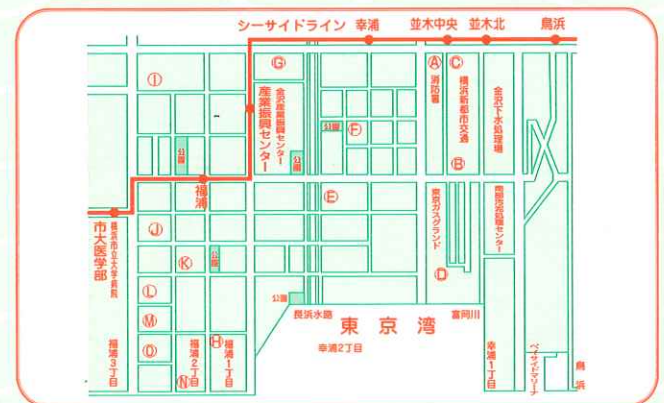 シーサイドライン 幸浦 並木中央 並木北 鳥浜
Ⓖ
Ⓐ
Ⓒ
Ⓘ
消防署
横浜新都市交通
金沢下水処理場
金沢産業振興センター
産業振興センター
公園
Ⓕ
公園
公園
Ⓑ
福浦
Ⓔ
東京ガスグランド
南部汚泥処理センター
市大医学部
横浜市立大学病院
Ⓙ
Ⓚ
公園
Ⓓ
Ⓛ
公園
長浜水路
富岡川
東京湾
Ⓜ
幸浦2丁目
Ⓞ
Ⓗ
福浦3丁目
福浦2丁目
福浦1丁目
幸浦1丁目
ベイサイドマリーナ
鳥浜
Ⓝ